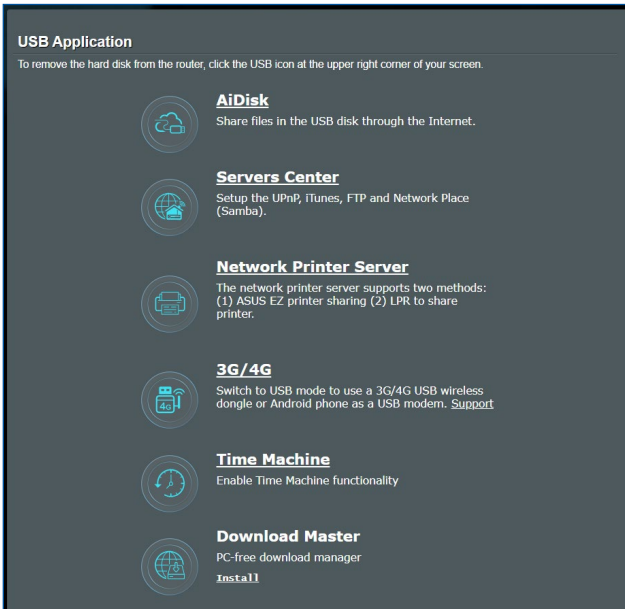 USB Application
To remove the hard disk from the router, click the USB icon at the upper right corner of your screen.
AiDisk
Share files in the USB disk through the Internet.
Servers Center
Setup the UPnP, iTunes, FTP and Network Place
(Samba).
Network Printer Server
The network printer server supports two methods:
(1) ASUS EZ printer sharing (2) LPR to share
printer.
3G/4G
4G
Switch to USB mode to use a 3G/4G USB wireless
dongle or Android phone as a USB modem. Support
Time Machine
Enable Time Machine functionality
Download Master
PC-free download manager
Install